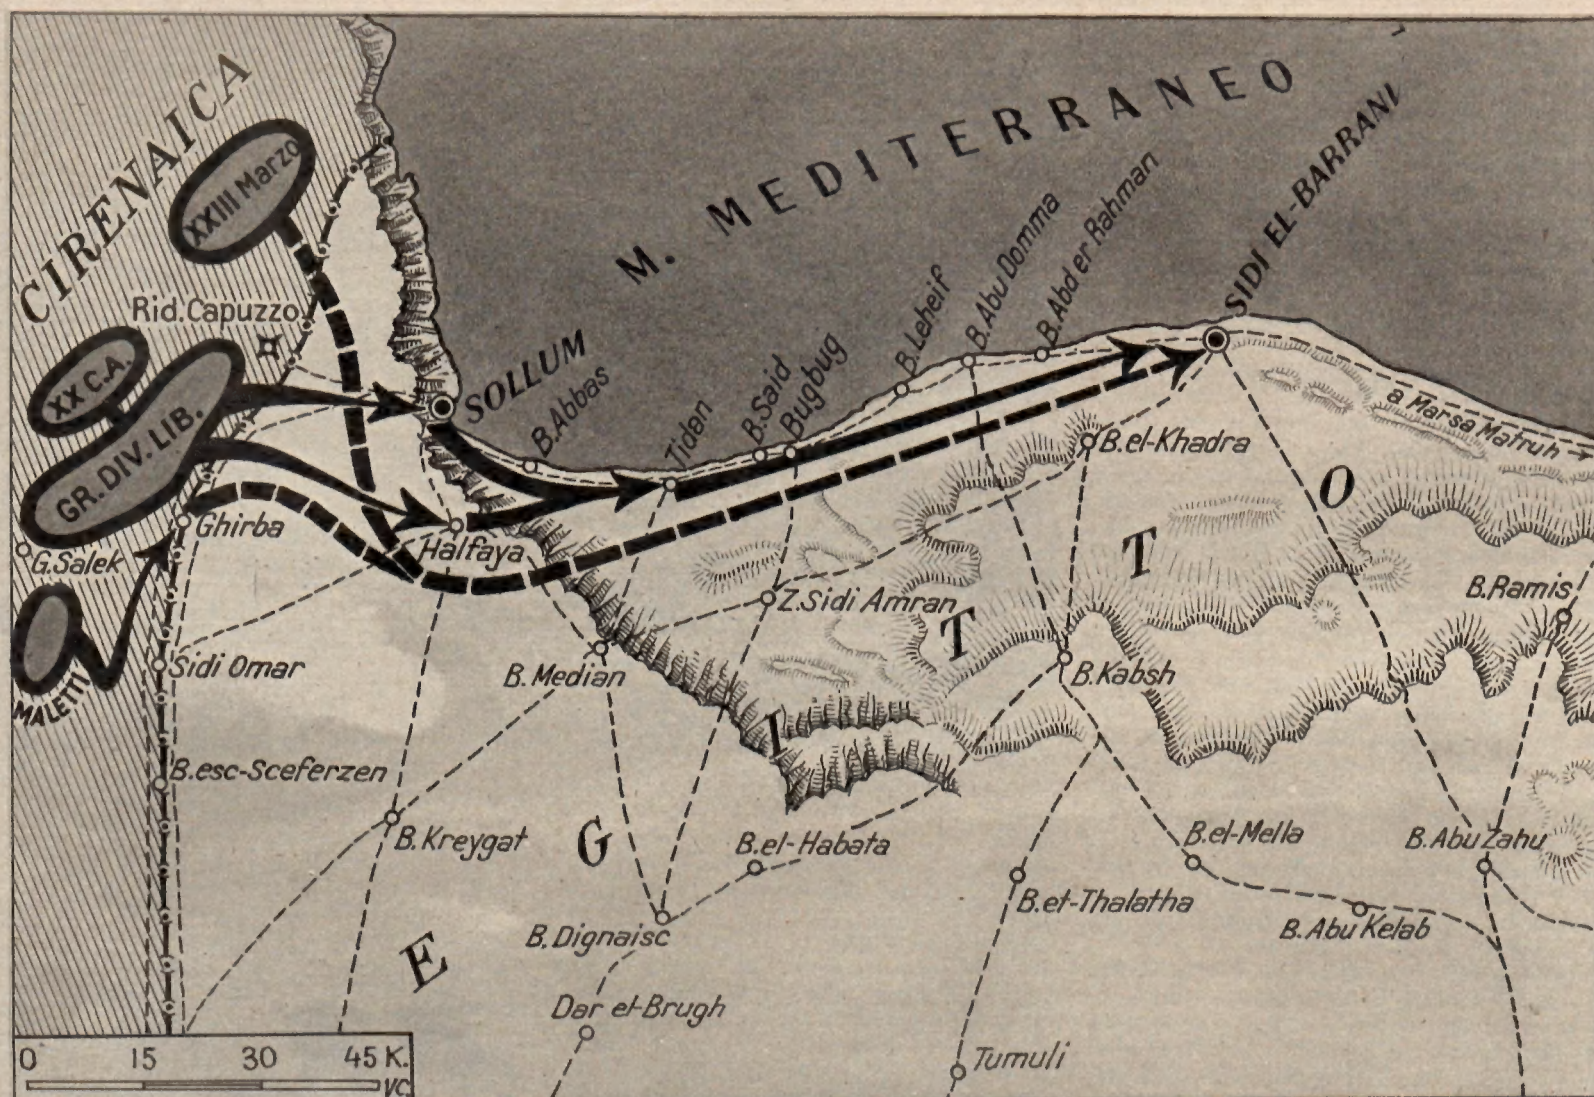 CIRENAICA
M. MEDITERRANEO
XXIII Marzo
Rid. Capuzzo
XX C.A.
GR. DIV. LIB.
SOLLUM
B. Abbas
Tidan
B. Said
Bugbug
B. Leheif
B. Abu Domma
B. Abd er Rahman
SIDI EL-BARRANI
a Marsa Matruh →
B. el-Khadra
Ghirba
Halfaya
G. Salek
MALETTI
Sidi Omar
B. Median
Z. Sidi Amran
B. Kabsh
B. Ramis
EGITTO
B. esc-Sceferzen
B. Kreygat
B. el-Habata
B. el-Mella
B. Abu Zahu
B. Dignaisc
B. et-Thalatha
B. Abu Kelab
Dar el-Brugh
Tumuli
0 15 30 45 K.
VC.